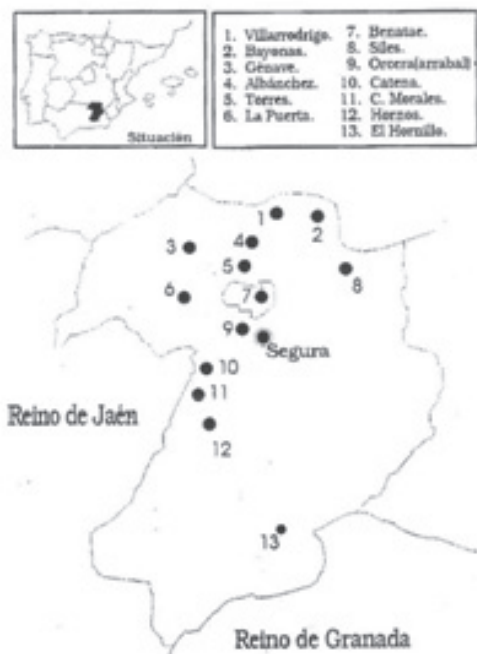 Situación
1. Villarrodrigo.
2. Bayonas.
3. Génave.
4. Albánchez.
5. Torres.
6. La Puerta.
7. Benatae.
8. Siles.
9. Orcera(arrabal)
10. Catena.
11. C. Morales.
12. Hornos.
13. El Hornillo.
1
2
3
4
5
6
7
8
9
Segura
10
11
12
Reino de Jaén
13
Reino de Granada